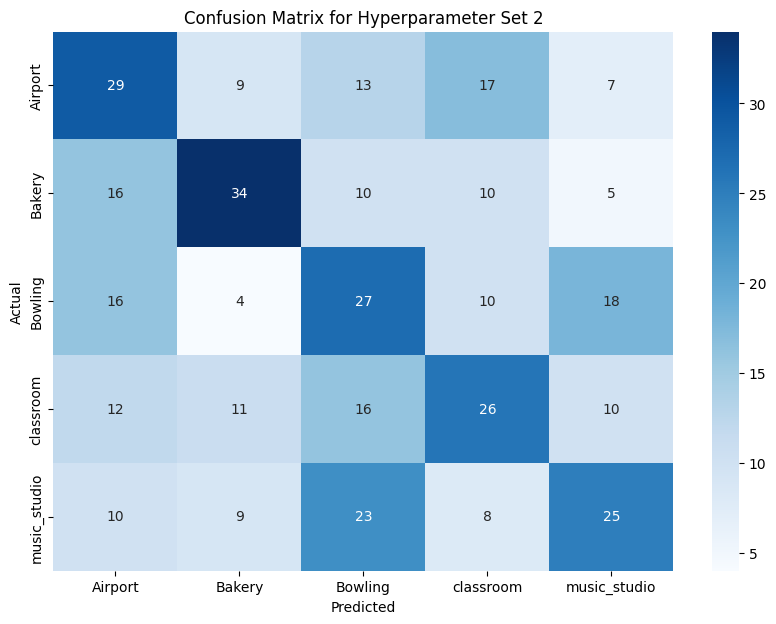 Confusion Matrix for Hyperparameter Set 2
Actual
Airport
29 9 13 17 7
Bakery
16 34 10 10 5
Bowling
16 4 27 10 18
classroom
12 11 16 26 10
music_studio
10 9 23 8 25
Airport Bakery Bowling classroom music_studio
Predicted
30
25
20
15
10
5